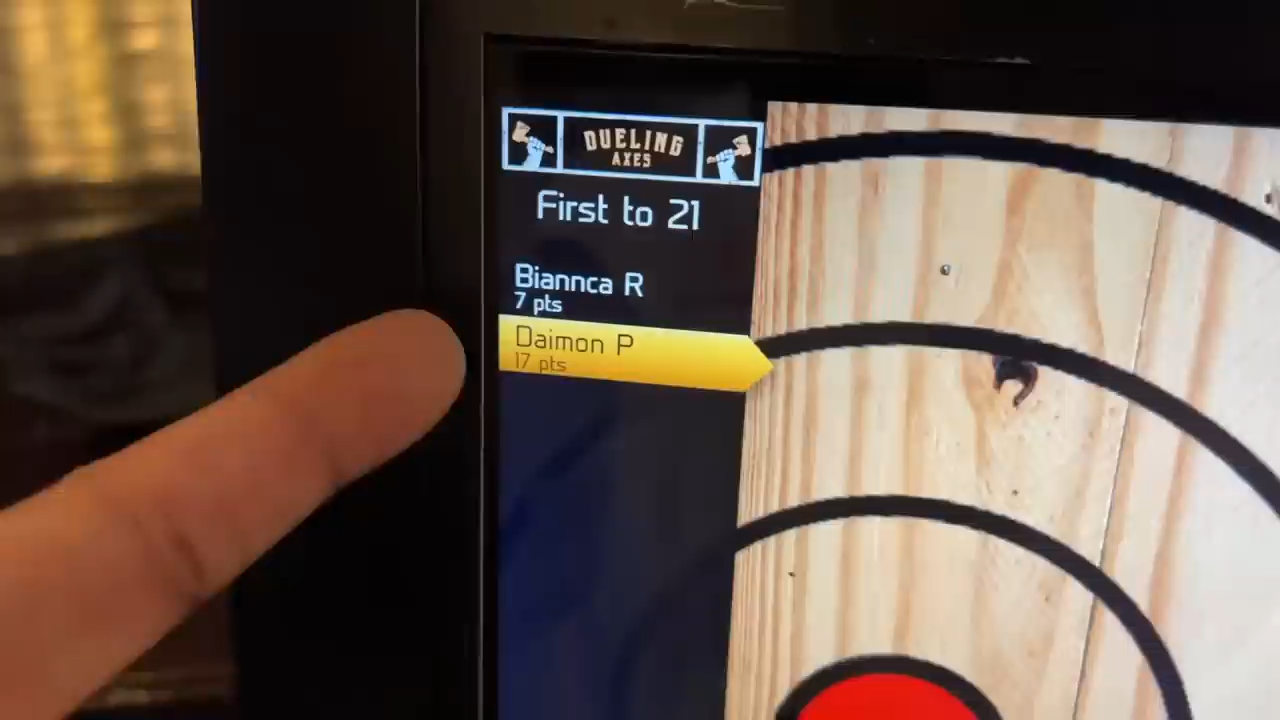 DUELING
AXES
First to 21
Biannca R
7 pts
Daimon P
17 pts